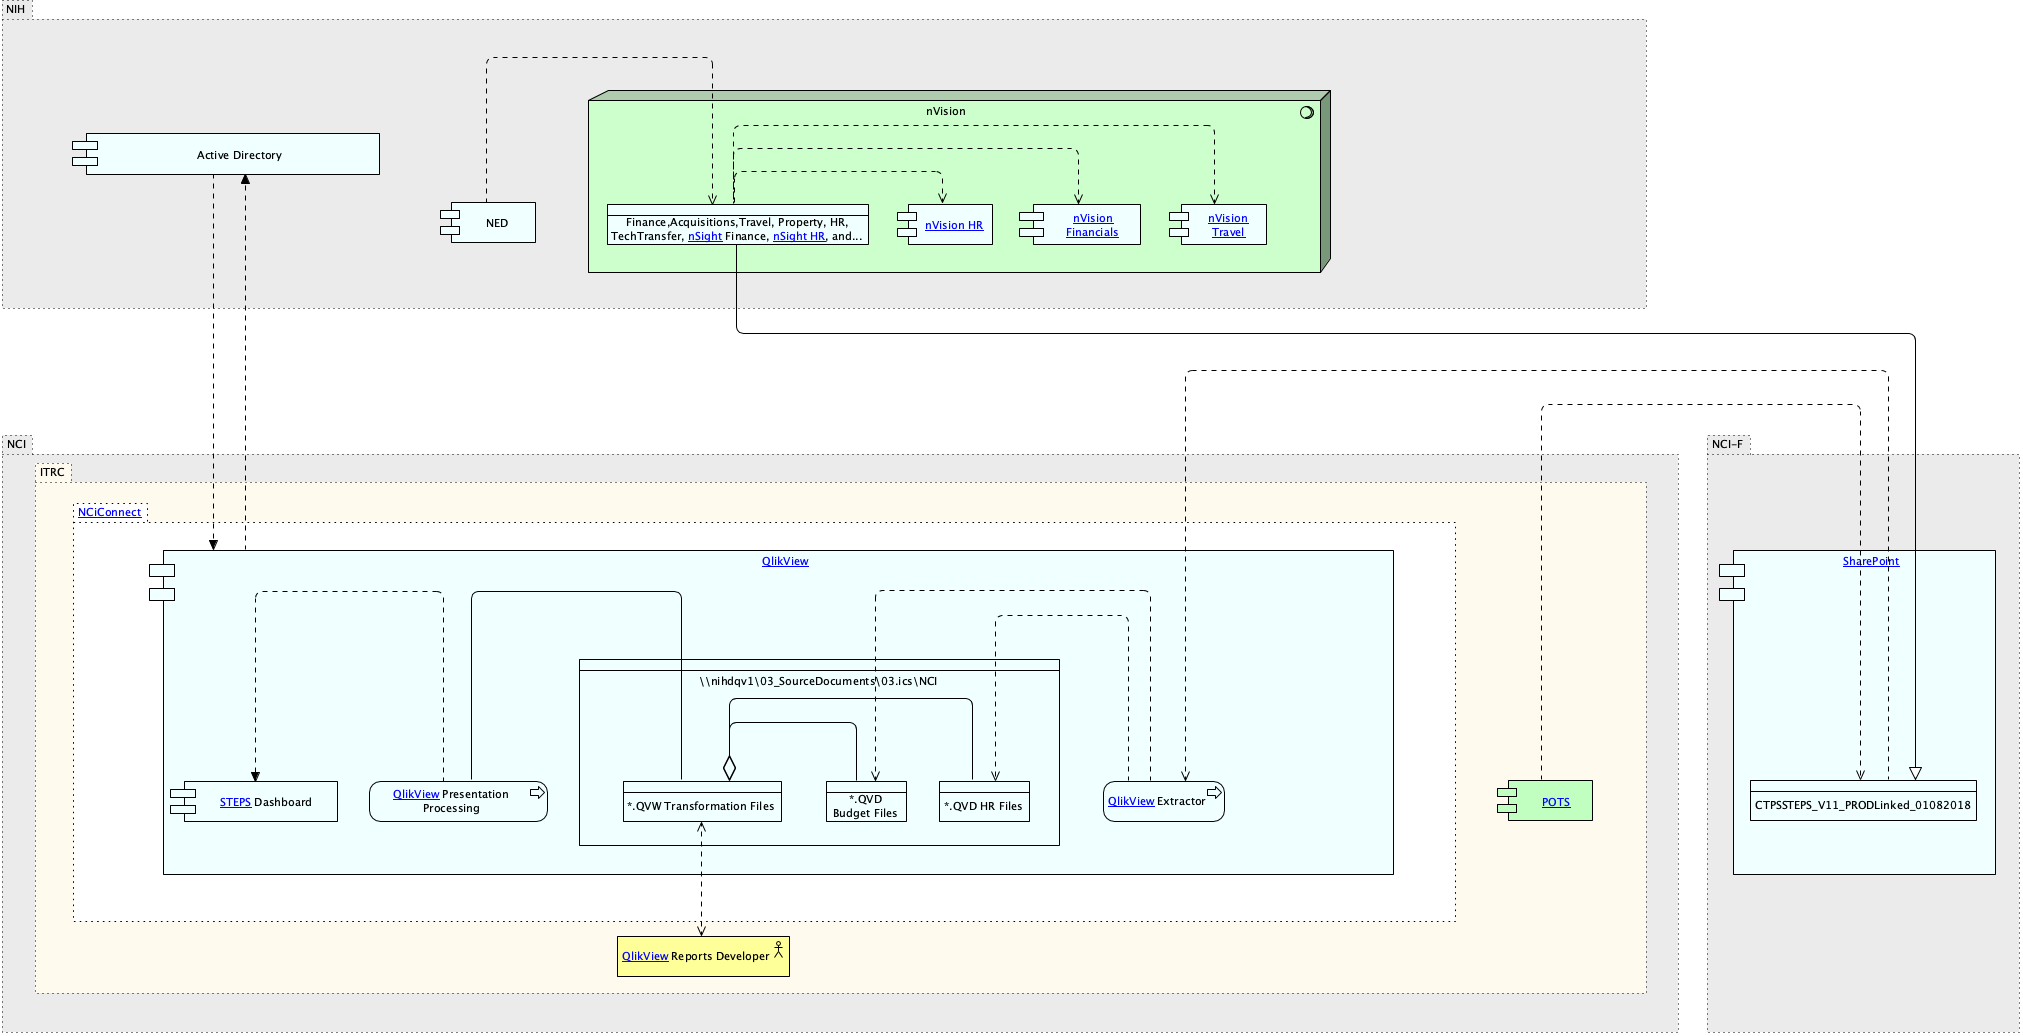 NIH
nVision
Active Directory
NED
Finance,Acquisitions,Travel, Property, HR,
TechTransfer, nSight Finance, nSight HR, and...
nVision HR
nVision
Financials
nVision
Travel
NCI
NCI-F
ITRC
NCiConnect
QlikView
SharePoint
\\nihdqv1\03_SourceDocuments\03.ics\NCI
STEPS Dashboard
QlikView Presentation
Processing
*.QVW Transformation Files
*.QVD
Budget Files
*.QVD HR Files
QlikView Extractor
POTS
CTPSSTEPS_V11_PRODLinked_01082018
QlikView Reports Developer